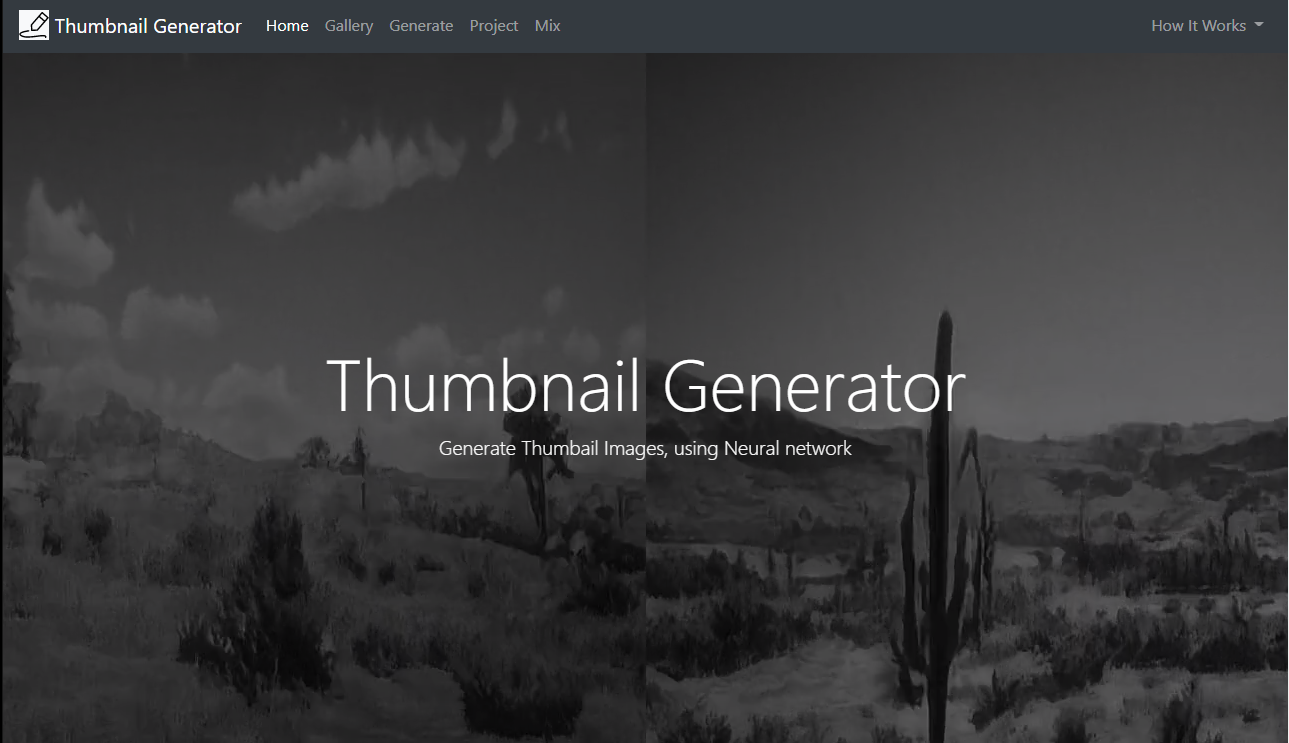 Thumbnail Generator Home Gallery Generate Project Mix How It Works
Thumbnail Generator
Generate Thumbail Images, using Neural network